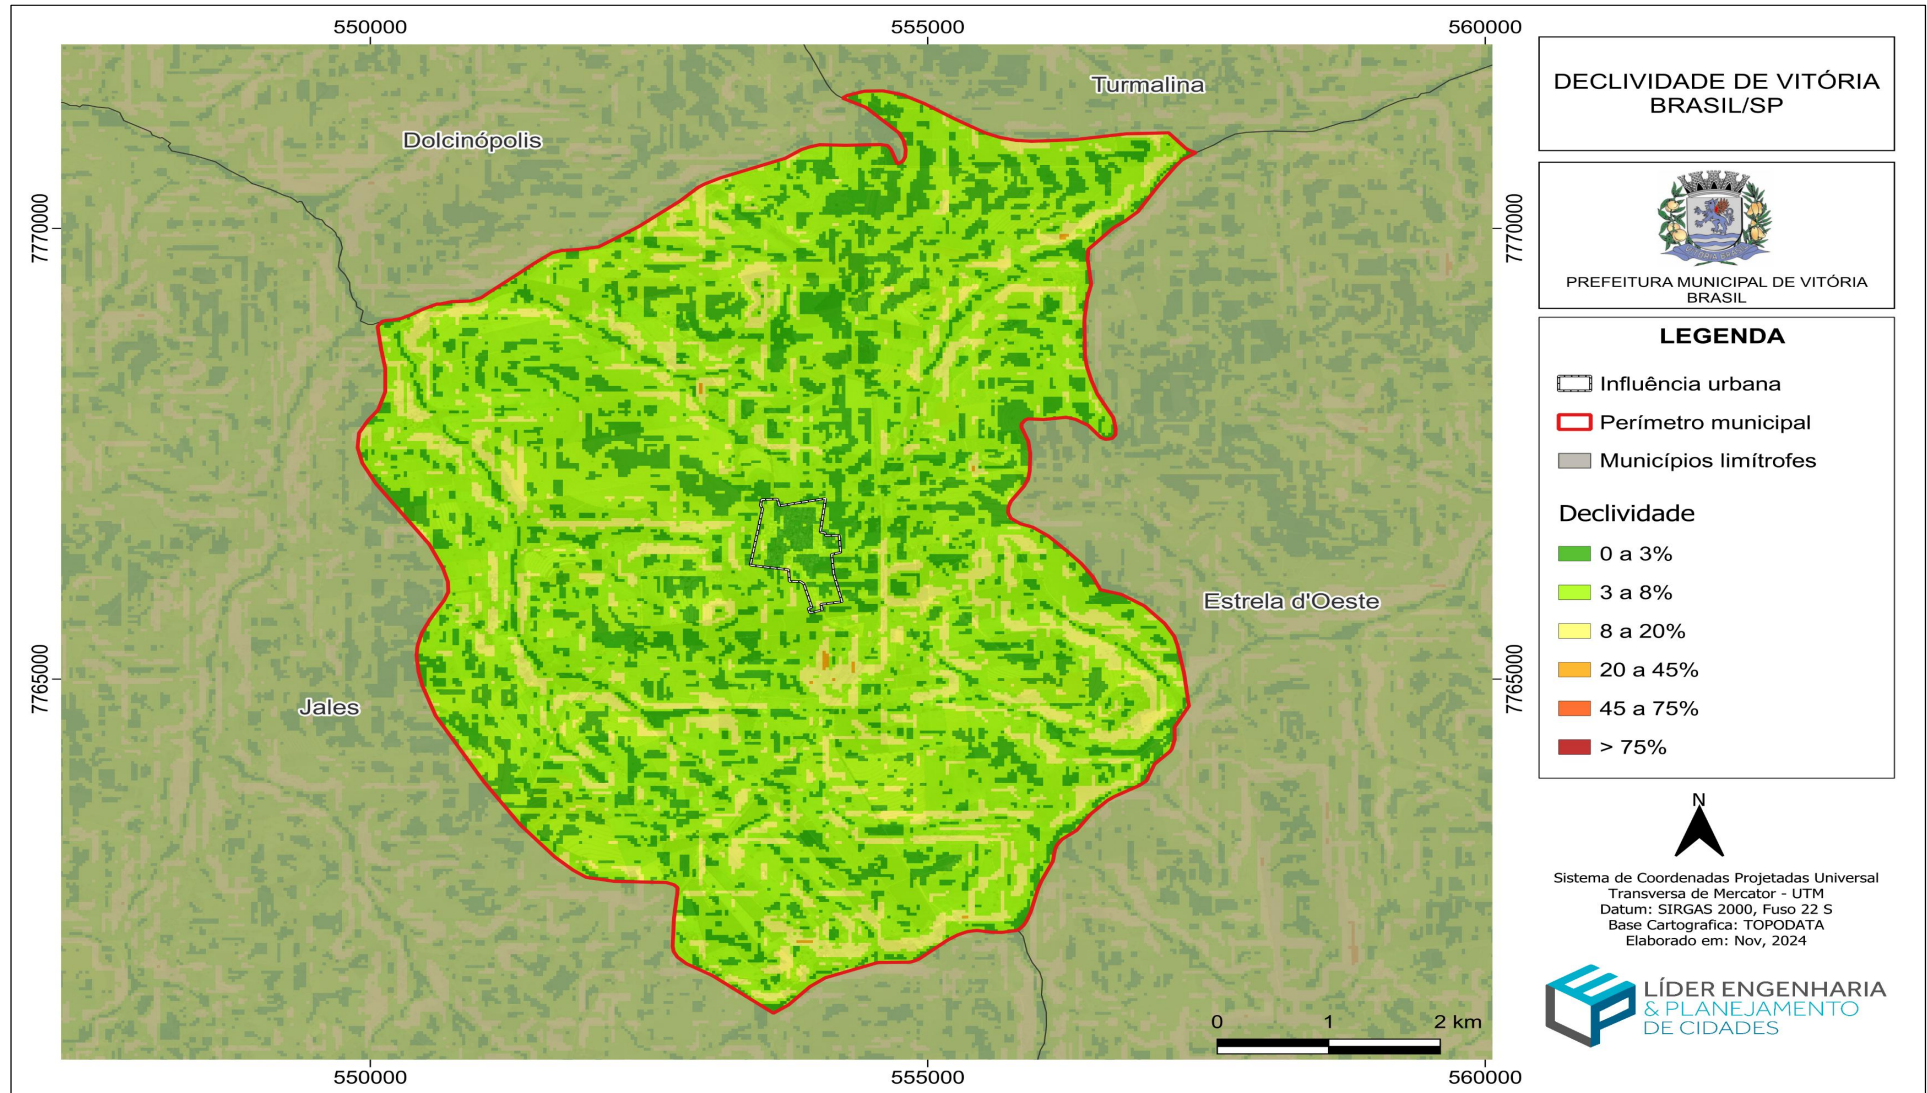 550000
555000
560000
Turmalina
Dolcinópolis
7770000
7770000
Estrela d'Oeste
7765000
7765000
Jales
0
1
2 km
550000
555000
560000
DECLIVIDADE DE VITÓRIA
BRASIL/SP
PREFEITURA MUNICIPAL DE VITÓRIA
BRASIL
LEGENDA
Influência urbana
Perímetro municipal
Municípios limítrofes
Declividade
0 a 3%
3 a 8%
8 a 20%
20 a 45%
45 a 75%
> 75%
N
Sistema de Coordenadas Projetadas Universal
Transversa de Mercator - UTM
Datum: SIRGAS 2000, Fuso 22 S
Base Cartografica: TOPODATA
Elaborado em: Nov, 2024
LÍDER ENGENHARIA
& PLANEJAMENTO
DE CIDADES